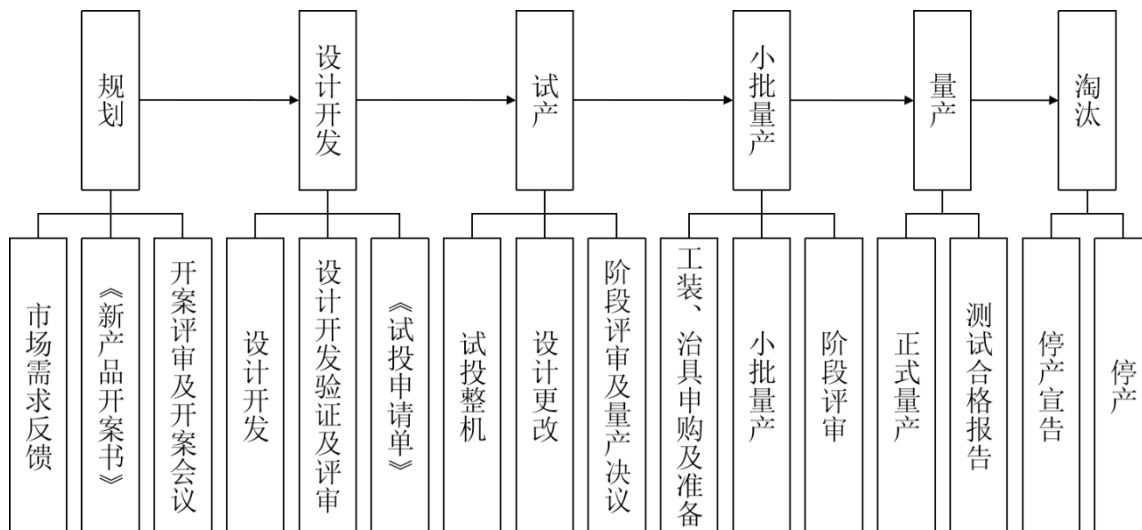 规划
设计开发
试产
小批量产
量产
淘汰
市场需求反馈
《新产品开案书》
开案评审及开案会议
设计开发
设计开发验证及评审
《试投申请单》
试投整机
设计更改
阶段评审及量产决议
工装、治具申购及准备
小批量产
阶段评审
正式量产
测试合格报告
停产宣告
停产